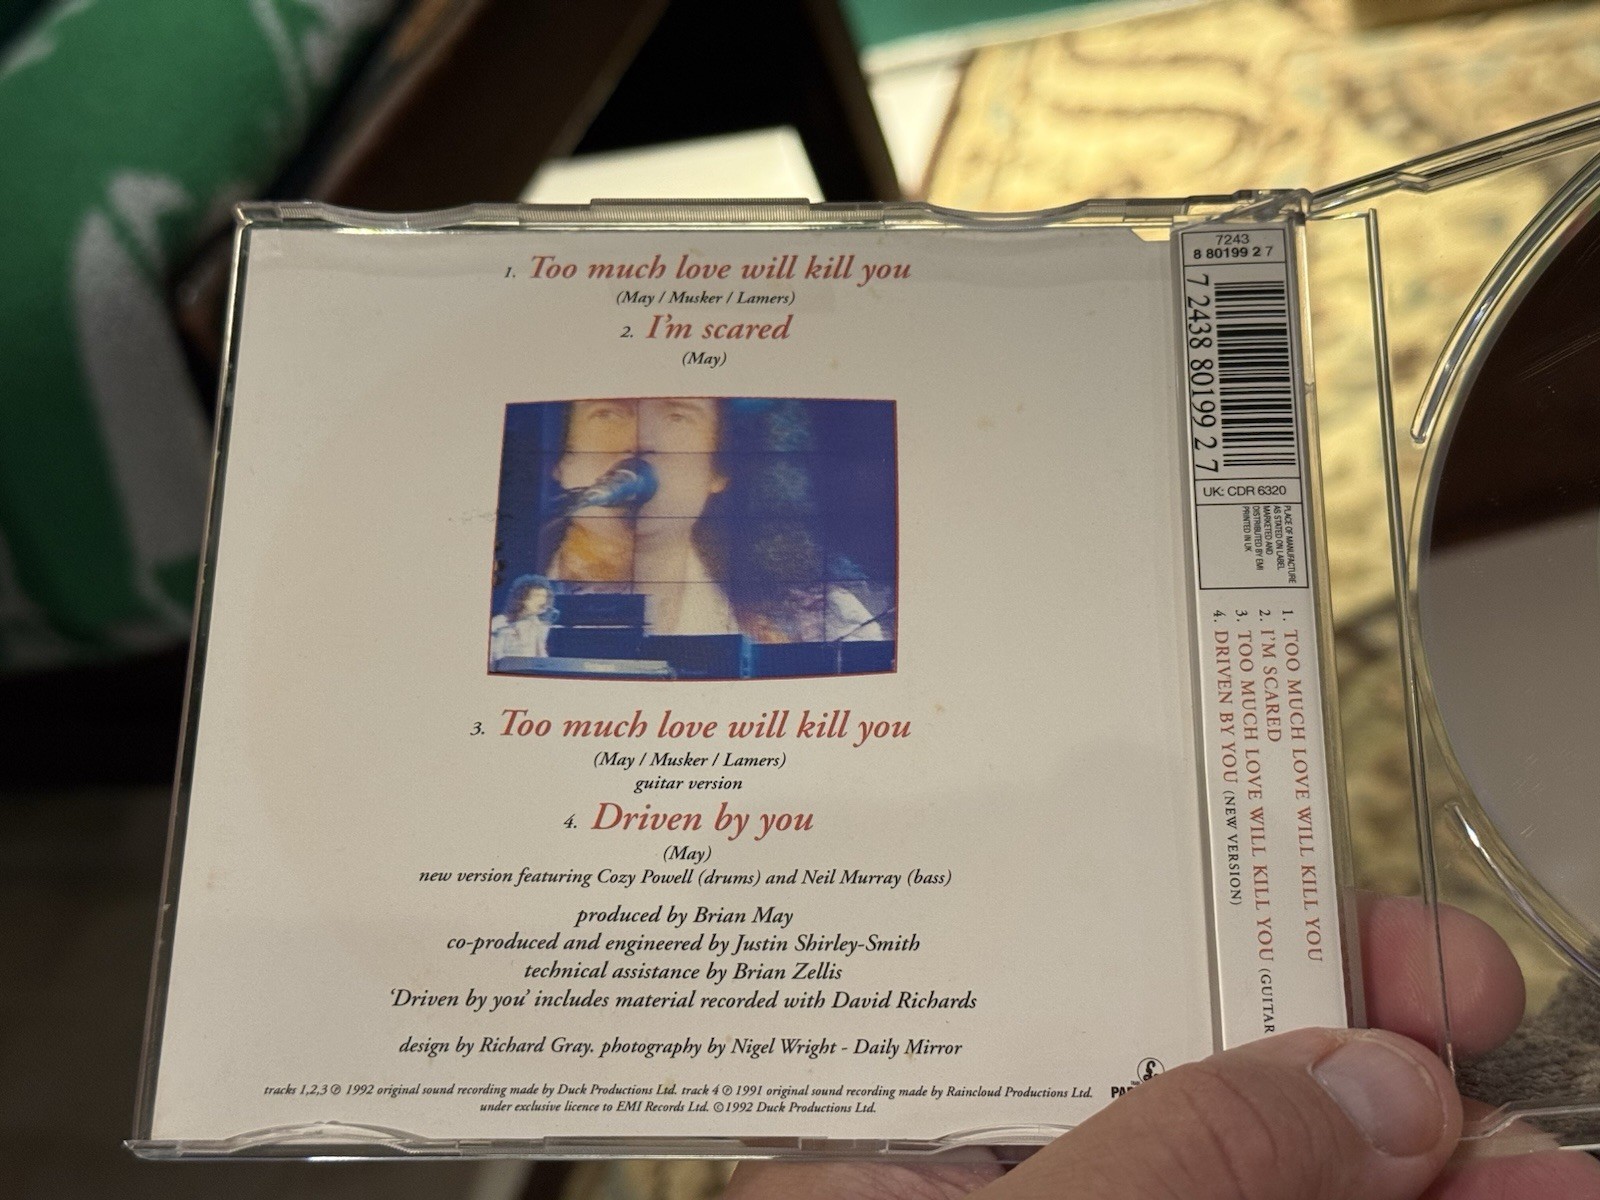 1. Too much love will kill you
(May / Musker / Lamers)
2. I'm scared
(May)
3. Too much love will kill you
(May / Musker / Lamers)
guitar version
4. Driven by you
(May)
new version featuring Cozy Powell (drums) and Neil Murray (bass)
produced by Brian May
co-produced and engineered by Justin Shirley-Smith
technical assistance by Brian Zellis
'Driven by you' includes material recorded with David Richards
design by Richard Gray. photography by Nigel Wright - Daily Mirror
tracks 1,2,3 ℗ 1992 original sound recording made by Duck Productions Ltd. track 4 ℗ 1991 original sound recording made by Raincloud Productions Ltd.
under exclusive licence to EMI Records Ltd. ©1992 Duck Productions Ltd.
7243
8 80199 2 7
7 2438 80199 2 7
UK: CDR 6320
PLACE OF MANUFACTURE
AS STATED ON LABEL
MARKETED AND
DISTRIBUTED BY EMI
PRINTED IN UK
1. TOO MUCH LOVE WILL KILL YOU
2. I'M SCARED
3. TOO MUCH LOVE WILL KILL YOU (GUITAR
4. DRIVEN BY YOU (NEW VERSION)